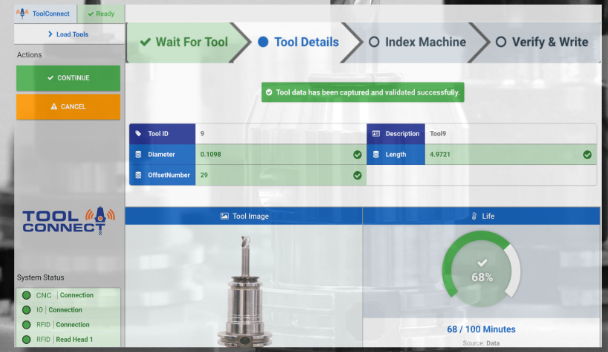 ToolConnect
Ready
Load Tools
Actions
CONTINUE
CANCEL
TOOL
CONNECT
System Status
CNC | Connection
IO | Connection
RFID | Connection
RFID | Read Head 1
Wait For Tool
Tool Details
Index Machine
Verify & Write
Tool data has been captured and validated successfully.
Tool ID 9
Description Tool9
Diameter 0.1098
Length 4.9721
OffsetNumber 29
Tool Image
Life
68%
68 / 100 Minutes
Source: Data